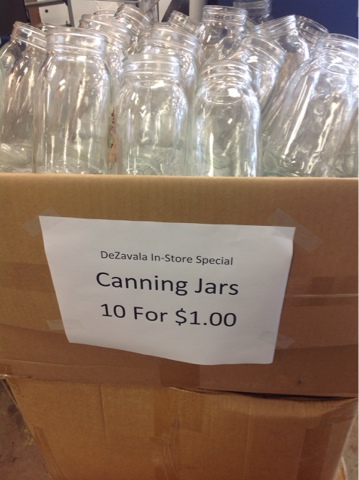 DeZavala In-Store Special
Canning Jars
10 For $1.00